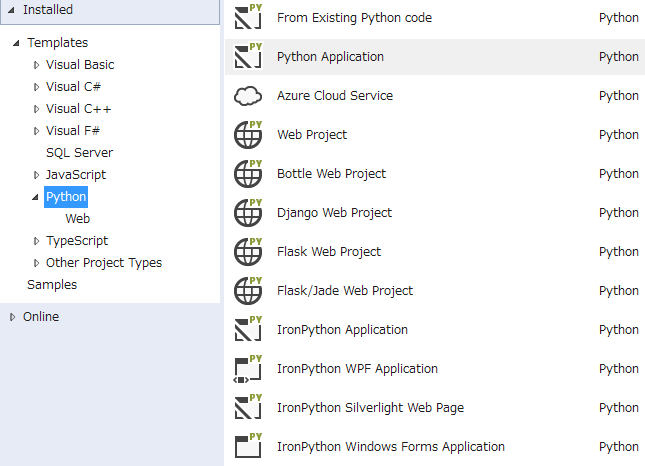 Installed
Templates
Visual Basic
Visual C#
Visual C++
Visual F#
SQL Server
JavaScript
Python
Web
TypeScript
Other Project Types
Samples
Online
PY From Existing Python code Python
PY Python Application Python
Azure Cloud Service Python
PY Web Project Python
PY Bottle Web Project Python
PY Django Web Project Python
PY Flask Web Project Python
PY Flask/Jade Web Project Python
PY IronPython Application Python
PY IronPython WPF Application Python
PY IronPython Silverlight Web Page Python
PY IronPython Windows Forms Application Python